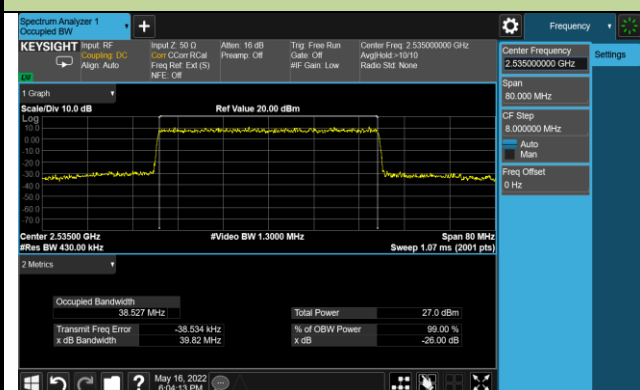 Spectrum Analyzer 1
Occupied BW
Frequency
KEYSIGHT
Input: RF
Coupling: DC
Align: Auto
Input Z: 50 Ω
Corr CCorr RCal
Freq Ref: Ext (S)
NFE: Off
Atten: 16 dB
Preamp: Off
Trig: Free Run
Gate: Off
#IF Gain: Low
Center Freq: 2.535000000 GHz
Avg|Hold:>10/10
Radio Std: None
Center Frequency
2.535000000 GHz
Settings
Span
80.000 MHz
CF Step
8.000000 MHz
Auto
Man
Freq Offset
0 Hz
1 Graph
Scale/Div 10.0 dB
Ref Value 20.00 dBm
Log
10.0
0.00
-10.0
-20.0
-30.0
-40.0
-50.0
-60.0
-70.0
Center 2.53500 GHz
#Video BW 1.3000 MHz
Span 80 MHz
#Res BW 430.00 kHz
Sweep 1.07 ms (2001 pts)
2 Metrics
Occupied Bandwidth
38.527 MHz
Total Power
27.0 dBm
Transmit Freq Error
-38.534 kHz
% of OBW Power
99.00 %
x dB Bandwidth
39.82 MHz
x dB
-26.00 dB
May 16, 2022
6:04:13 PM